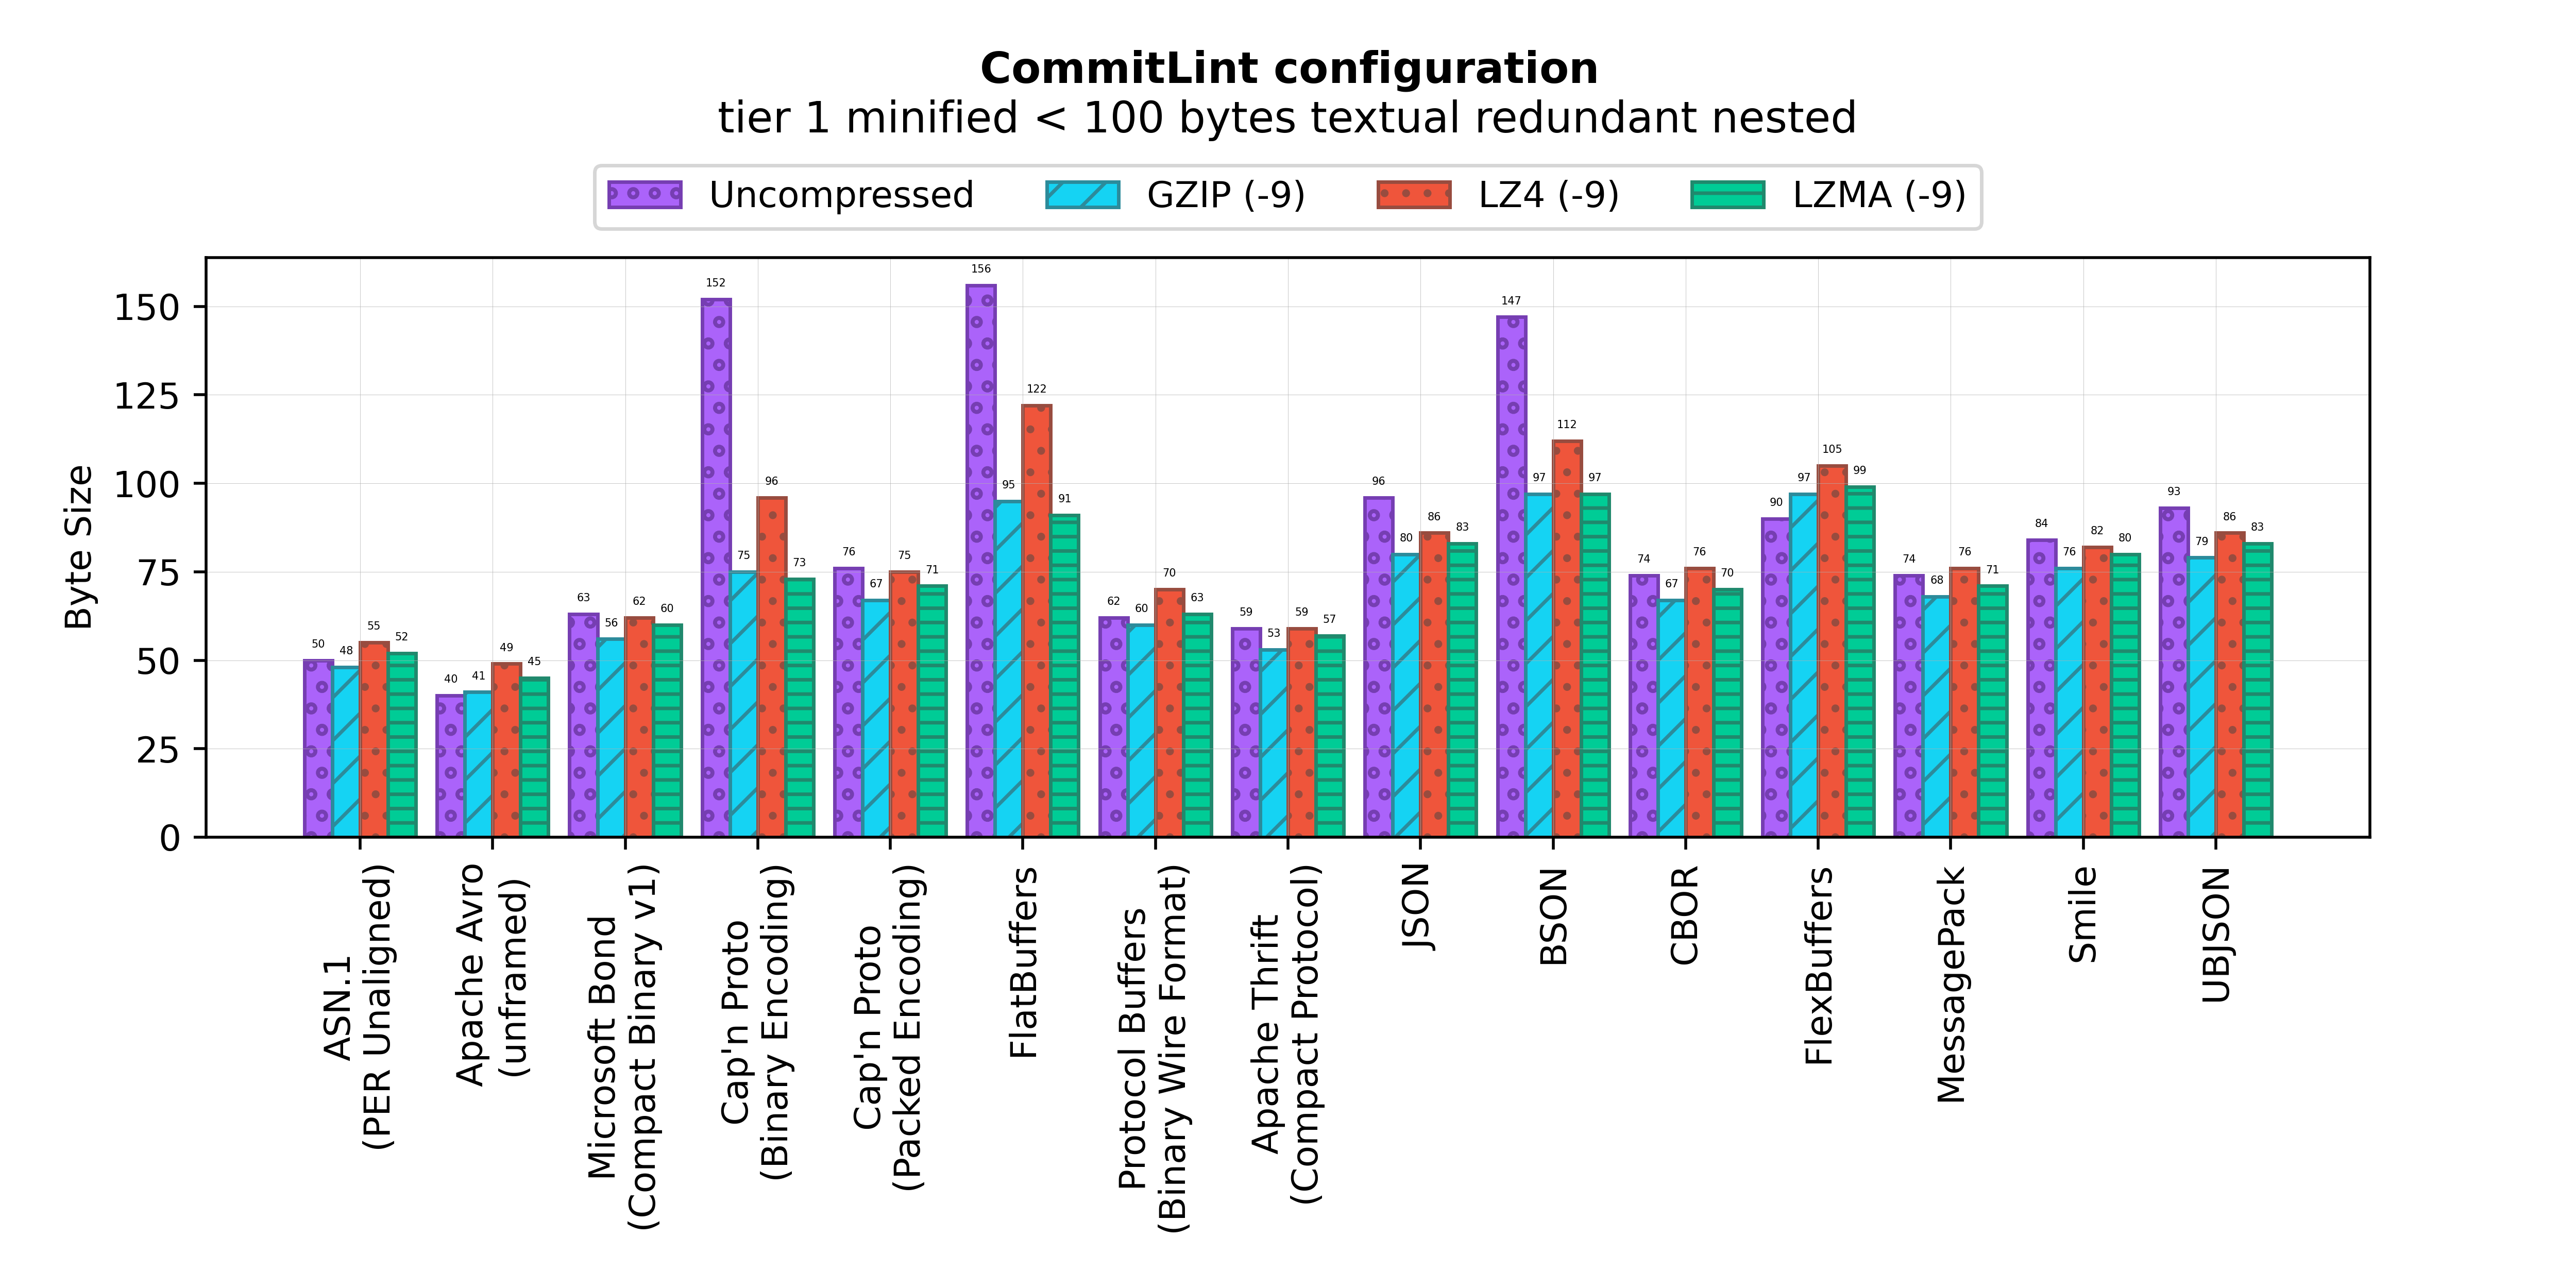 CommitLint configuration
tier 1 minified < 100 bytes textual redundant nested
Uncompressed
GZIP (-9)
LZ4 (-9)
LZMA (-9)
Byte Size
150
125
100
75
50
25
0
50
48
55
52
40
41
49
45
63
56
62
60
152
75
96
73
76
67
75
71
156
95
122
91
62
60
70
63
59
53
59
57
96
80
86
83
147
97
112
97
74
67
76
70
90
97
105
99
74
68
76
71
84
76
82
80
93
79
86
83
ASN.1
(PER Unaligned)
Apache Avro
(unframed)
Microsoft Bond
(Compact Binary v1)
Cap'n Proto
(Binary Encoding)
Cap'n Proto
(Packed Encoding)
FlatBuffers
Protocol Buffers
(Binary Wire Format)
Apache Thrift
(Compact Protocol)
JSON
BSON
CBOR
FlexBuffers
MessagePack
Smile
UBJSON